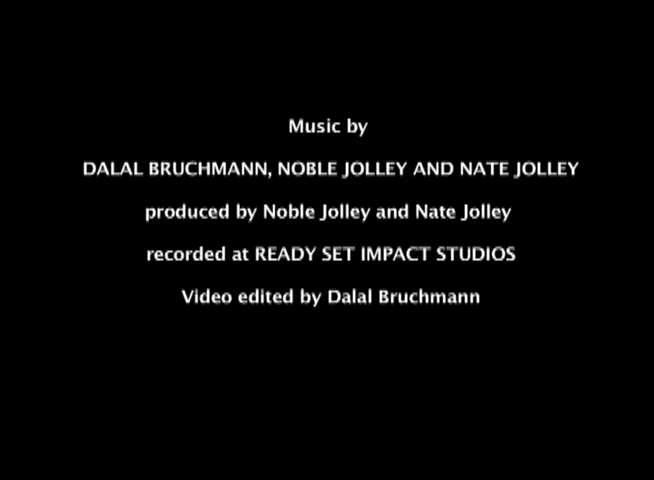 Music by
DALAL BRUCHMANN, NOBLE JOLLEY AND NATE JOLLEY
produced by Noble Jolley and Nate Jolley
recorded at READY SET IMPACT STUDIOS
Video edited by Dalal Bruchmann